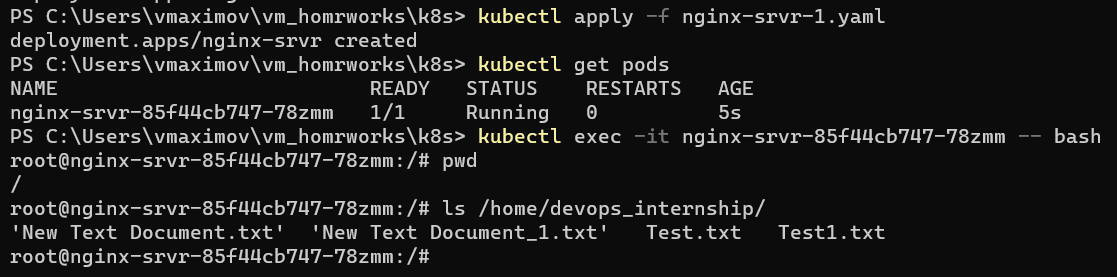 PS C:\Users\vmaximov\vm_homrworks\k8s> kubectl apply -f nginx-srvr-1.yaml
deployment.apps/nginx-srvr created
PS C:\Users\vmaximov\vm_homrworks\k8s> kubectl get pods
NAME                          READY   STATUS    RESTARTS   AGE
nginx-srvr-85f44cb747-78zmm   1/1     Running   0          5s
PS C:\Users\vmaximov\vm_homrworks\k8s> kubectl exec -it nginx-srvr-85f44cb747-78zmm -- bash
root@nginx-srvr-85f44cb747-78zmm:/# pwd
/
root@nginx-srvr-85f44cb747-78zmm:/# ls /home/devops_internship/
'New Text Document.txt'  'New Text Document_1.txt'   Test.txt   Test1.txt
root@nginx-srvr-85f44cb747-78zmm:/#